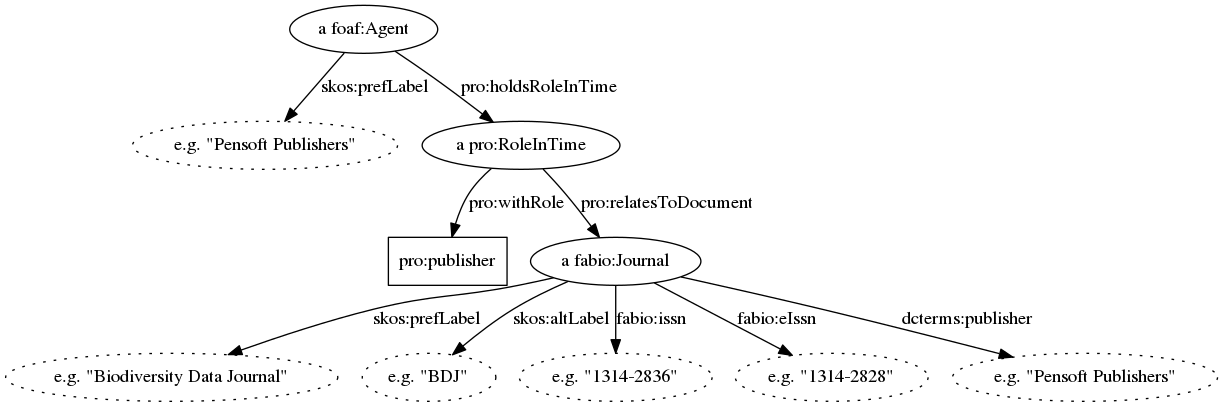 a foaf:Agent
skos:prefLabel
pro:holdsRoleInTime
e.g. "Pensoft Publishers"
a pro:RoleInTime
pro:withRole
pro:relatesToDocument
pro:publisher
a fabio:Journal
skos:prefLabel
skos:altLabel
fabio:issn
fabio:eIssn
dcterms:publisher
e.g. "Biodiversity Data Journal"
e.g. "BDJ"
e.g. "1314-2836"
e.g. "1314-2828"
e.g. "Pensoft Publishers"